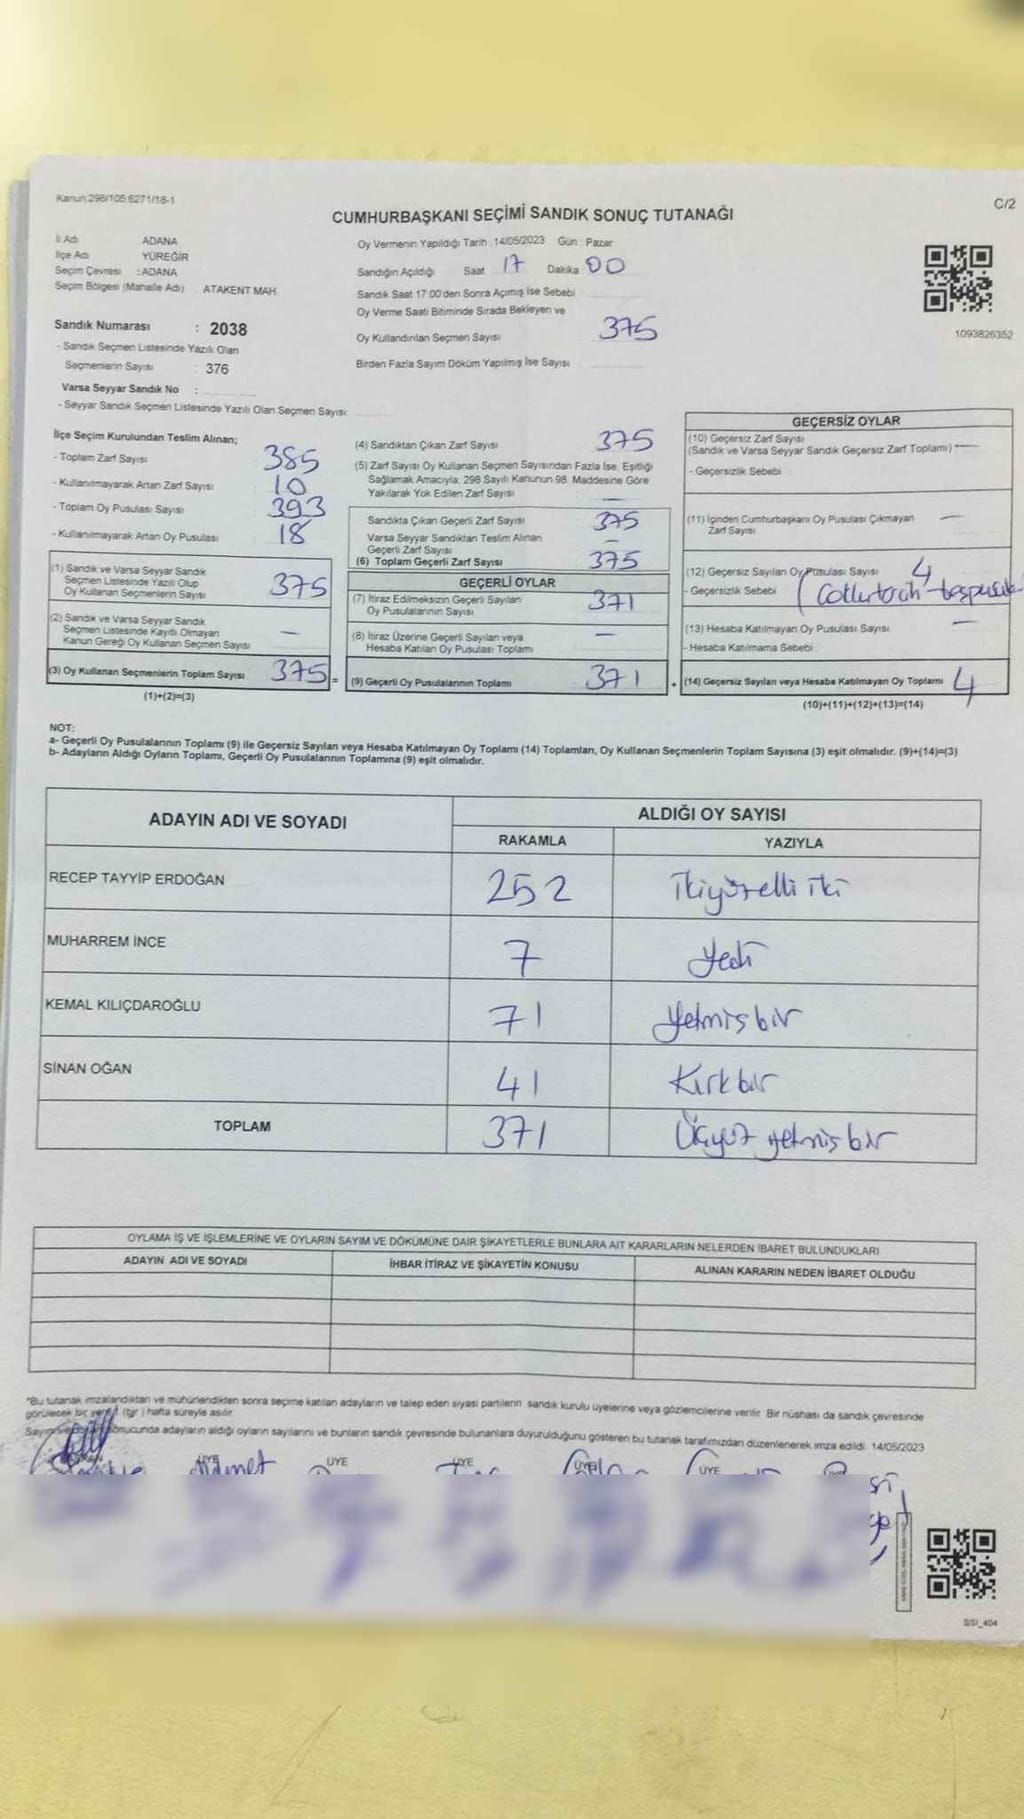 Kanun:298/105:6271/18-1
C/2
CUMHURBAŞKANI SEÇİMİ SANDIK SONUÇ TUTANAĞI
İl Adı ADANA
İlçe Adı YÜREĞİR
Seçim Çevresi : ADANA
Seçim Bölgesi (Mahalle Adı) ATAKENT MAH.
Oy Vermenin Yapıldığı Tarih :14/05/2023 Gün : Pazar
Sandığın Açıldığı Saat 17 Dakika 00
Sandık Saat 17:00'den Sonra Açımış İse Sebebi
Oy Verme Saati Bitiminde Sırada Bekleyen ve
Oy Kullandırılan Seçmen Sayısı 375
Birden Fazla Sayım Döküm Yapılmış İse Sayısı
1093826352
Sandık Numarası : 2038
- Sandık Seçmen Listesinde Yazılı Olan
Seçmenlerin Sayısı : 376
Varsa Seyyar Sandık No :
- Seyyar Sandık Seçmen Listesinde Yazılı Olan Seçmen Sayısı:
İlçe Seçim Kurulundan Teslim Alınan;
- Toplam Zarf Sayısı 385
- Kullanılmayarak Artan Zarf Sayısı 10
- Toplam Oy Pusulası Sayısı 393
- Kullanılmayarak Artan Oy Pusulası 18
(1) Sandık ve Varsa Seyyar Sandık
Seçmen Listesinde Yazılı Olup
Oy Kullanan Seçmenlerin Sayısı 375
(2) Sandık ve Varsa Seyyar Sandık
Seçmen Listesinde Kayıtlı Olmayan
Kanun Gereği Oy Kullanan Seçmen Sayısı —
(3) Oy Kullanan Seçmenlerin Toplam Sayısı 375 =
(1)+(2)=(3)
(4) Sandıktan Çıkan Zarf Sayısı 375
(5) Zarf Sayısı Oy Kullanan Seçmen Sayısından Fazla İse, Eşitliği
Sağlamak Amacıyla; 298 Sayılı Kanunun 98. Maddesine Göre
Yakılarak Yok Edilen Zarf Sayısı —
Sandıkta Çıkan Geçerli Zarf Sayısı 375
Varsa Seyyar Sandıktan Teslim Alınan
Geçerli Zarf Sayısı —
(6) Toplam Geçerli Zarf Sayısı 375
GEÇERLİ OYLAR
(7) İtiraz Edilmeksizin Geçerli Sayılan
Oy Pusulalarının Sayısı 371
(8) İtiraz Üzerine Geçerli Sayılan veya
Hesaba Katılan Oy Pusulası Toplamı —
(9) Geçerli Oy Pusulalarının Toplamı 371 +
GEÇERSİZ OYLAR
(10) Geçersiz Zarf Sayısı
(Sandık ve Varsa Seyyar Sandık Geçersiz Zarf Toplamı) —
- Geçersizlik Sebebi
(11) İçinden Cumhurbaşkanı Oy Pusulası Çıkmayan
Zarf Sayısı —
(12) Geçersiz Sayılan Oy Pusulası Sayısı 4
- Geçersizlik Sebebi
(13) Hesaba Katılmayan Oy Pusulası Sayısı —
- Hesaba Katılmama Sebebi
(14) Geçersiz Sayılan veya Hesaba Katılmayan Oy Toplamı 4
(10)+(11)+(12)+(13)=(14)
NOT:
a- Geçerli Oy Pusulalarının Toplamı (9) ile Geçersiz Sayılan veya Hesaba Katılmayan Oy Toplamı (14) Toplamları, Oy Kullanan Seçmenlerin Toplam Sayısına (3) eşit olmalıdır. (9)+(14)=(3)
b- Adayların Aldığı Oyların Toplamı, Geçerli Oy Pusulalarının Toplamına (9) eşit olmalıdır.
ADAYIN ADI VE SOYADI ALDIĞI OY SAYISI
RAKAMLA YAZIYLA
RECEP TAYYİP ERDOĞAN 252 ikiyüzelli iki
MUHARREM İNCE 7 Yedi
KEMAL KILIÇDAROĞLU 71 Yetmişbir
SİNAN OĞAN 41 Kırkbir
TOPLAM 371 Üçyüz yetmişbir
OYLAMA İŞ VE İŞLEMLERİNE VE OYLARIN SAYIM VE DÖKÜMÜNE DAİR ŞİKAYETLERLE BUNLARA AİT KARARLARIN NELERDEN İBARET BULUNDUKLARI
ADAYIN ADI VE SOYADI İHBAR İTİRAZ VE ŞİKAYETİN KONUSU ALINAN KARARIN NEDEN İBARET OLDUĞU
*Bu tutanak imzalandıktan ve mühürlendikten sonra seçime katılan adayların ve talep eden siyasi partilerin sandık kurulu üyelerine veya gözlemcilerine verilir. Bir nüshası da sandık çevresinde
görülecek bir yere 1 (bir ) hafta süreyle asılır.
sonucunda adayların aldığı oyların sayılarını ve bunların sandık çevresinde bulunanlara duyurulduğunu gösteren bu tutanak tarafımızdan düzenlenerek imza edildi. 14/05/2023
ÜYE ÜYE ÜYE ÜYE ÜYE
Ahmet
SSI_404